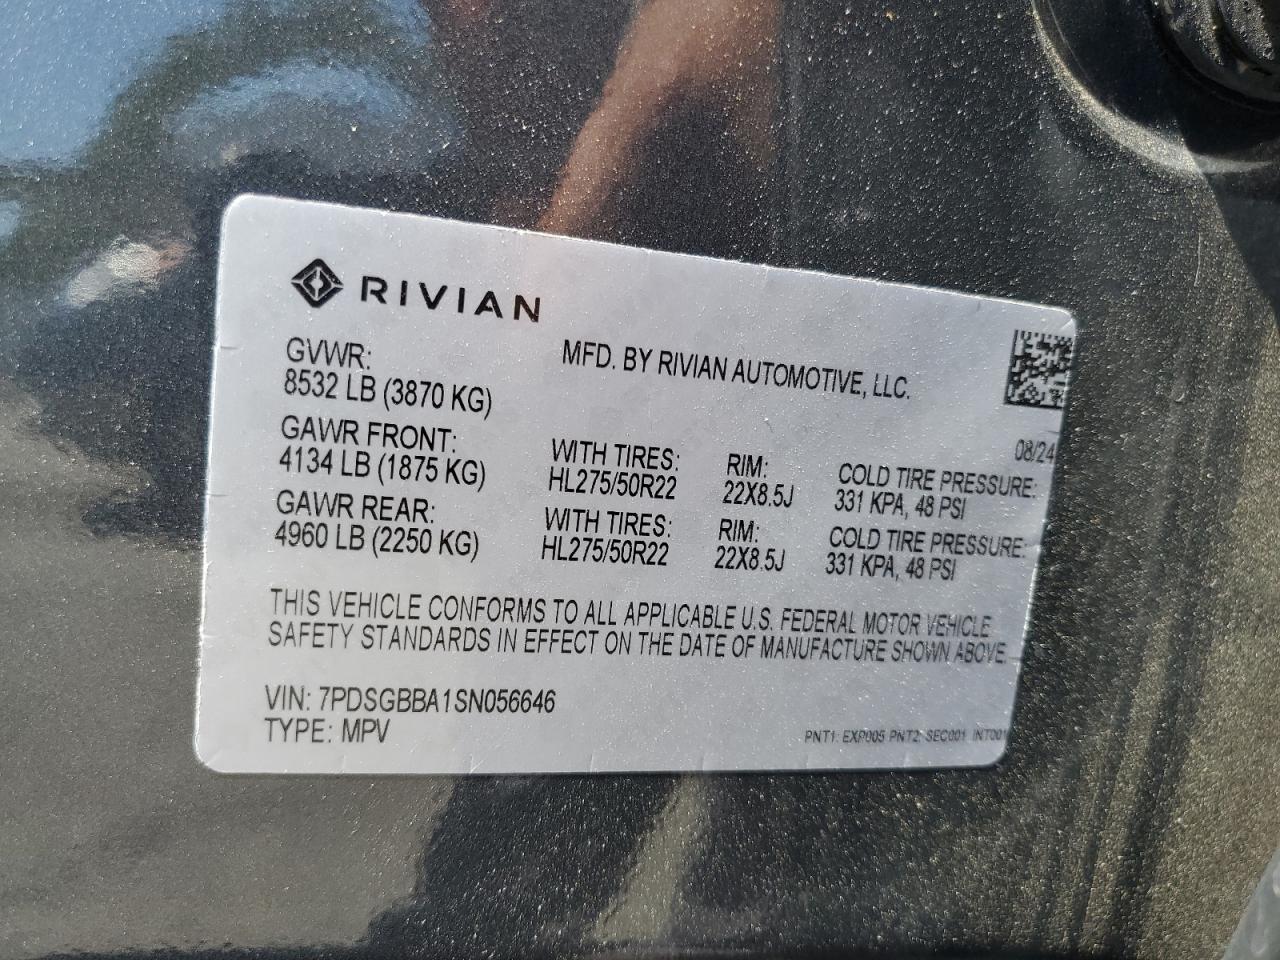 RIVIAN
MFD. BY RIVIAN AUTOMOTIVE, LLC.
GVWR:
8532 LB (3870 KG)
08/24
GAWR FRONT:
4134 LB (1875 KG)
WITH TIRES:
HL275/50R22
RIM:
22X8.5J
COLD TIRE PRESSURE:
331 KPA, 48 PSI
GAWR REAR:
4960 LB (2250 KG)
WITH TIRES:
HL275/50R22
RIM:
22X8.5J
COLD TIRE PRESSURE:
331 KPA, 48 PSI
THIS VEHICLE CONFORMS TO ALL APPLICABLE U.S. FEDERAL MOTOR VEHICLE
SAFETY STANDARDS IN EFFECT ON THE DATE OF MANUFACTURE SHOWN ABOVE.
VIN: 7PDSGBBA1SN056646
TYPE: MPV
PNT1: EXP005 PNT2: SEC001 INT001